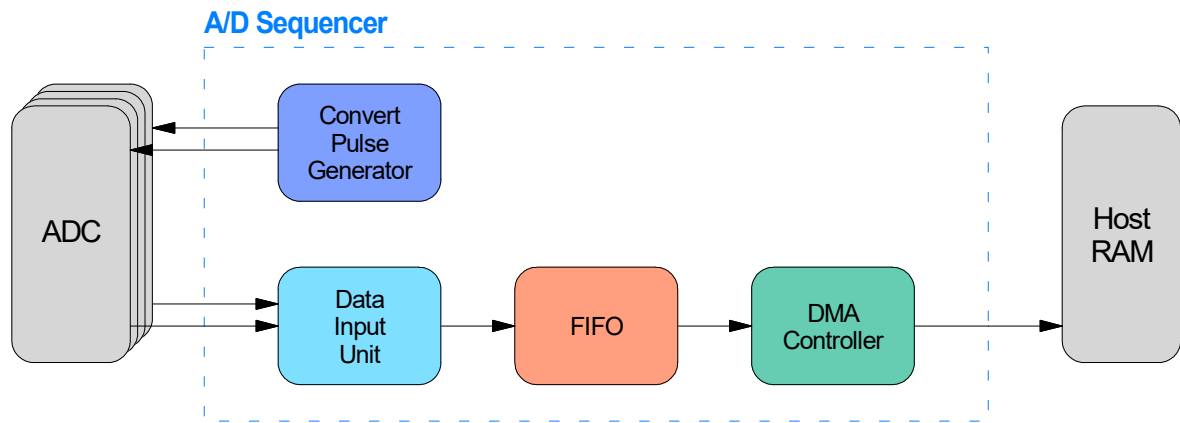 A/D Sequencer
Convert
Pulse
Generator
ADC
Host
RAM
Data
Input
Unit
FIFO
DMA
Controller